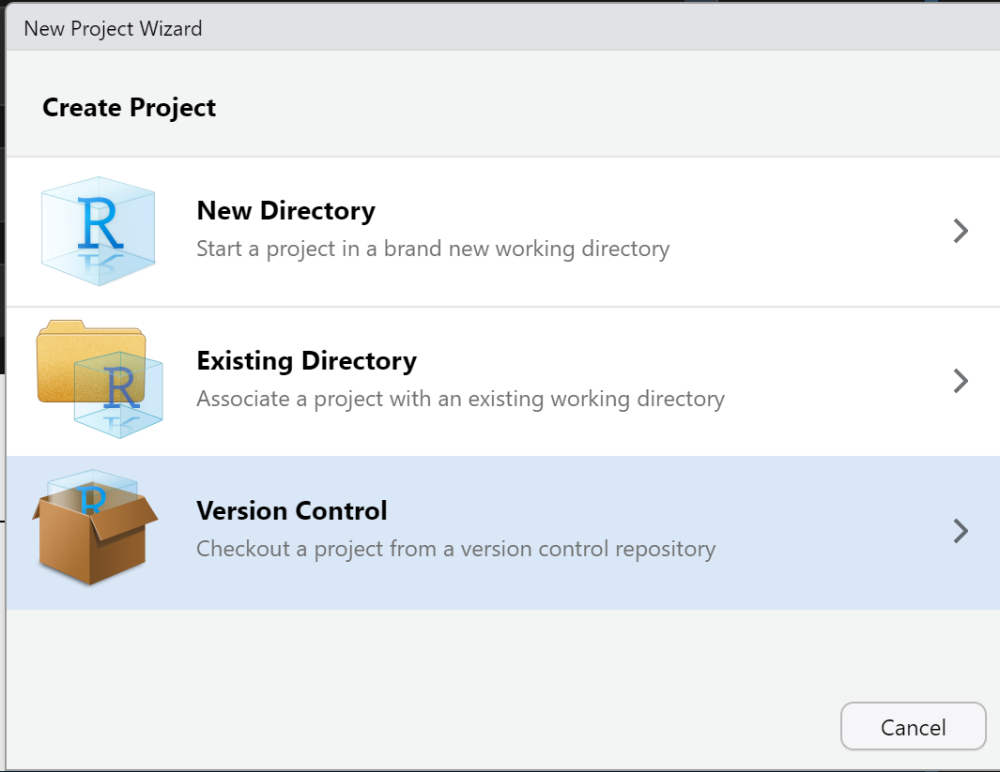 New Project Wizard
Create Project
R
New Directory
Start a project in a brand new working directory
R
Existing Directory
Associate a project with an existing working directory
R
Version Control
Checkout a project from a version control repository
Cancel